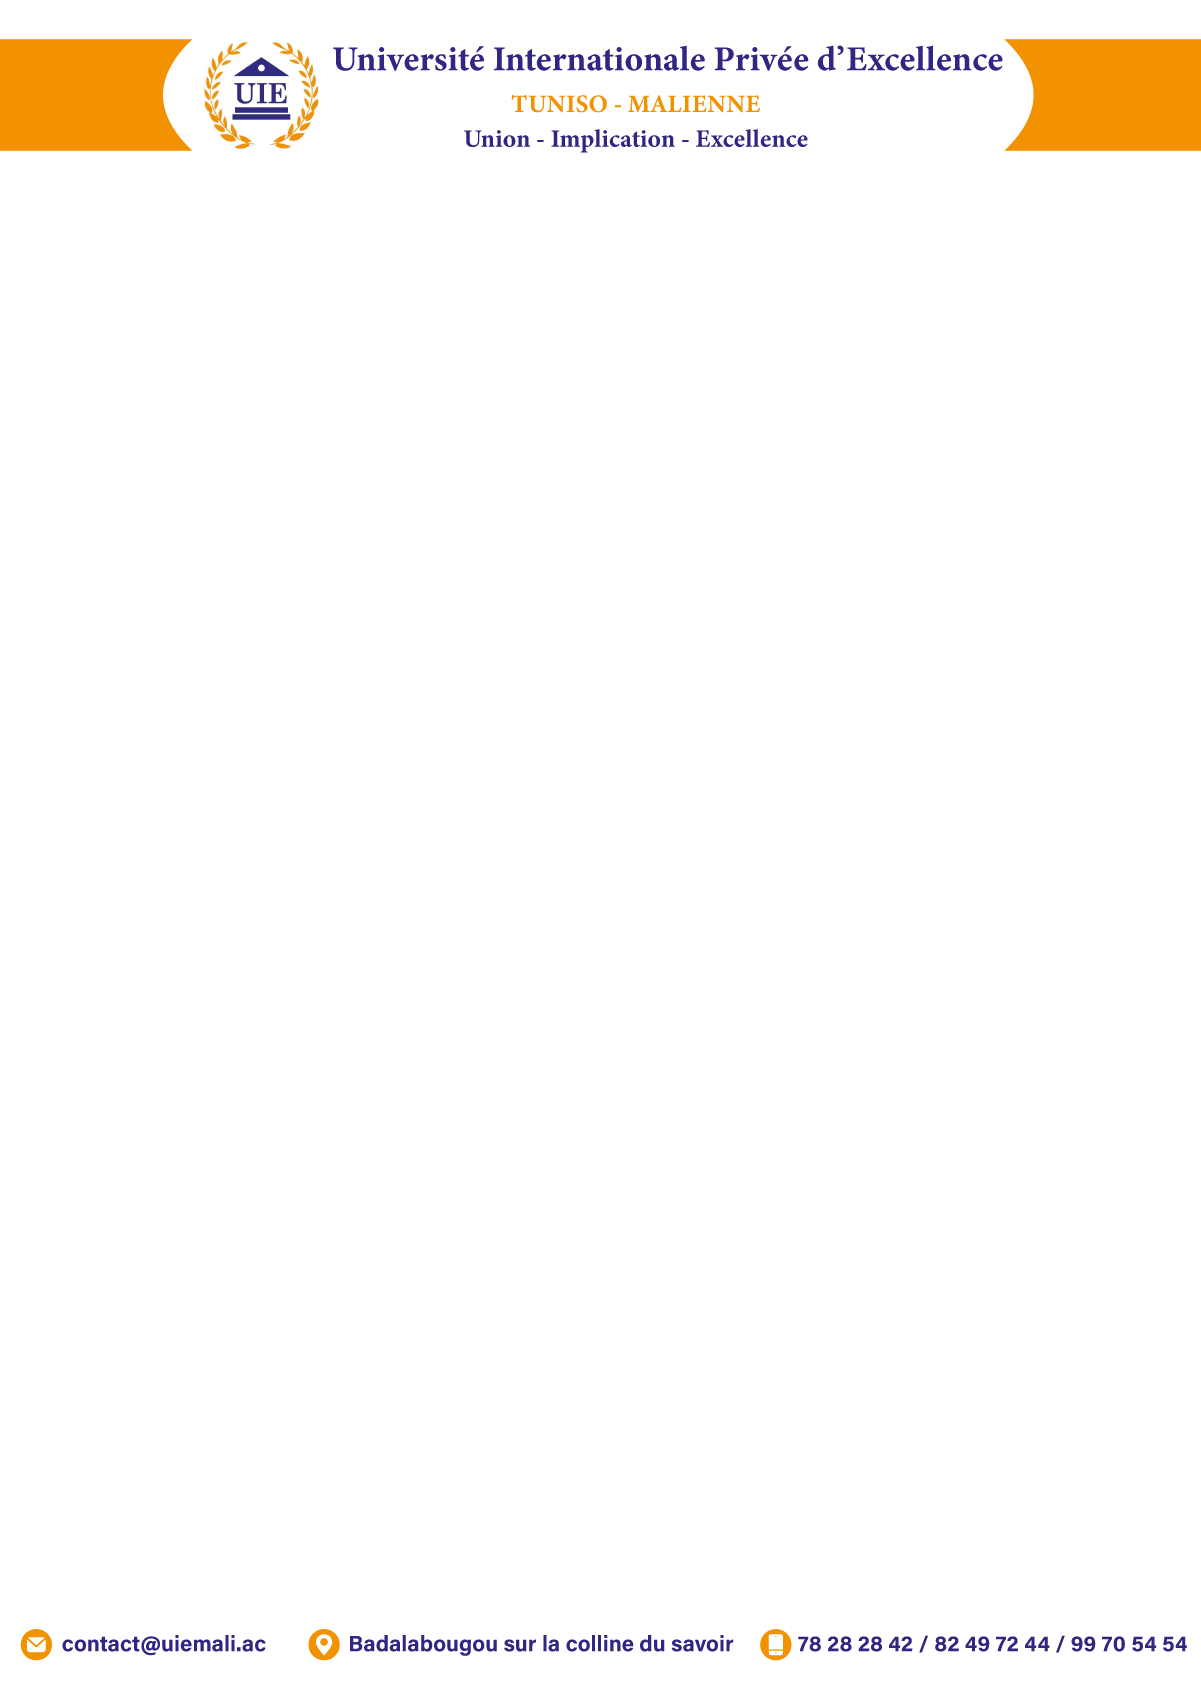 UIE
Université Internationale Privée d’Excellence
TUNISO - MALIENNE
Union - Implication - Excellence
contact@uiemali.ac
Badalabougou sur la colline du savoir
78 28 28 42 / 82 49 72 44 / 99 70 54 54